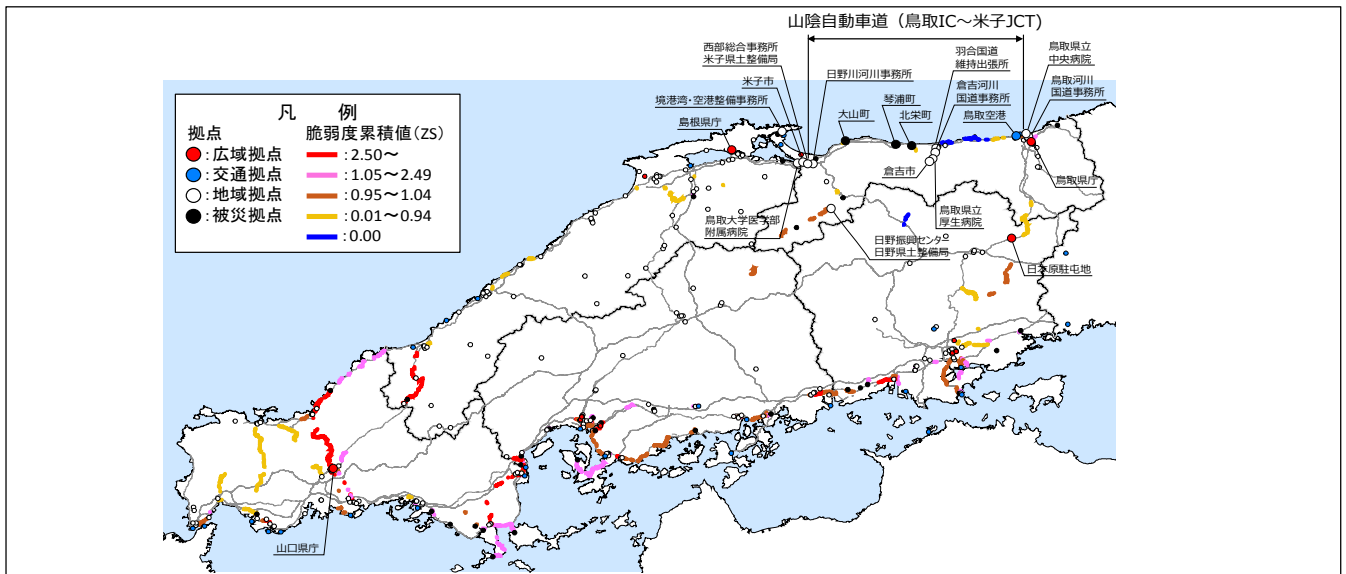 山陰自動車道（鳥取IC～米子JCT)
西部総合事務所
米子県土整備局
日野川河川事務所
羽合国道
維持出張所
鳥取県立
中央病院
米子市
境港湾・空港整備事務所
倉吉河川
国道事務所
鳥取河川
国道事務所
島根県庁
大山町
琴浦町
北栄町
鳥取空港
倉吉市
鳥取県庁
鳥取大学医学部
附属病院
鳥取県立
厚生病院
日野振興センター
日野県土整備局
日本原駐屯地
山口県庁
凡 例
拠点 脆弱度累積値(ZS)
:広域拠点 :2.50～
:交通拠点 :1.05～2.49
:地域拠点 :0.95～1.04
:被災拠点 :0.01～0.94
:0.00